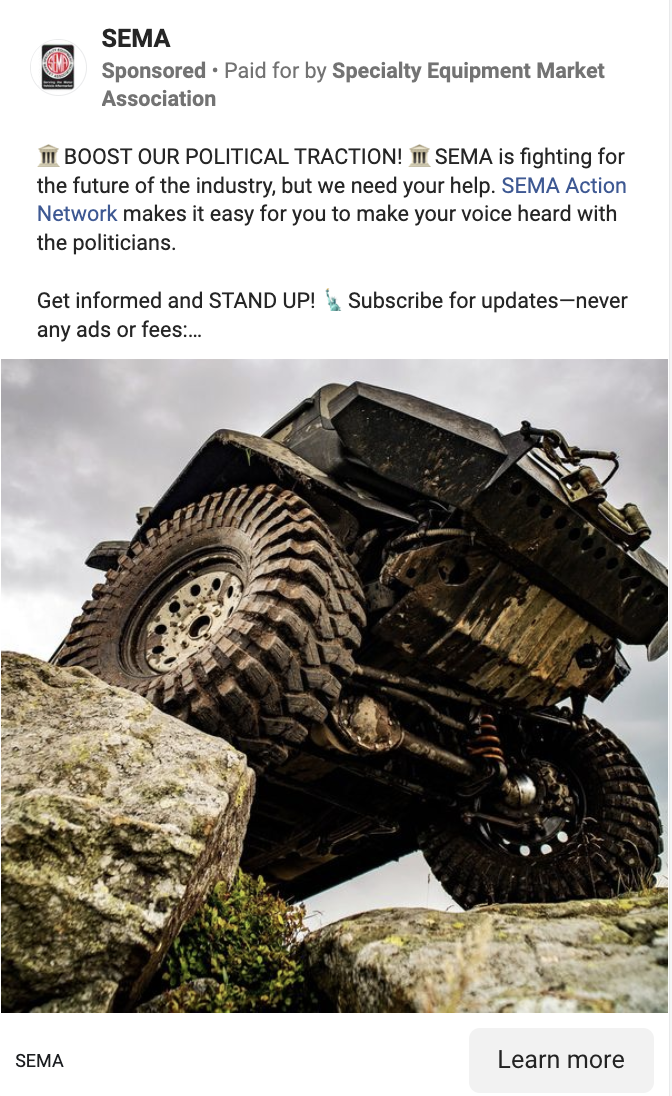 SEMA
Sponsored • Paid for by Specialty Equipment Market
Association
🏛️ BOOST OUR POLITICAL TRACTION! 🏛️ SEMA is fighting for
the future of the industry, but we need your help. SEMA Action
Network makes it easy for you to make your voice heard with
the politicians.
Get informed and STAND UP! 🗽 Subscribe for updates—never
any ads or fees:...
SEMA
Learn more